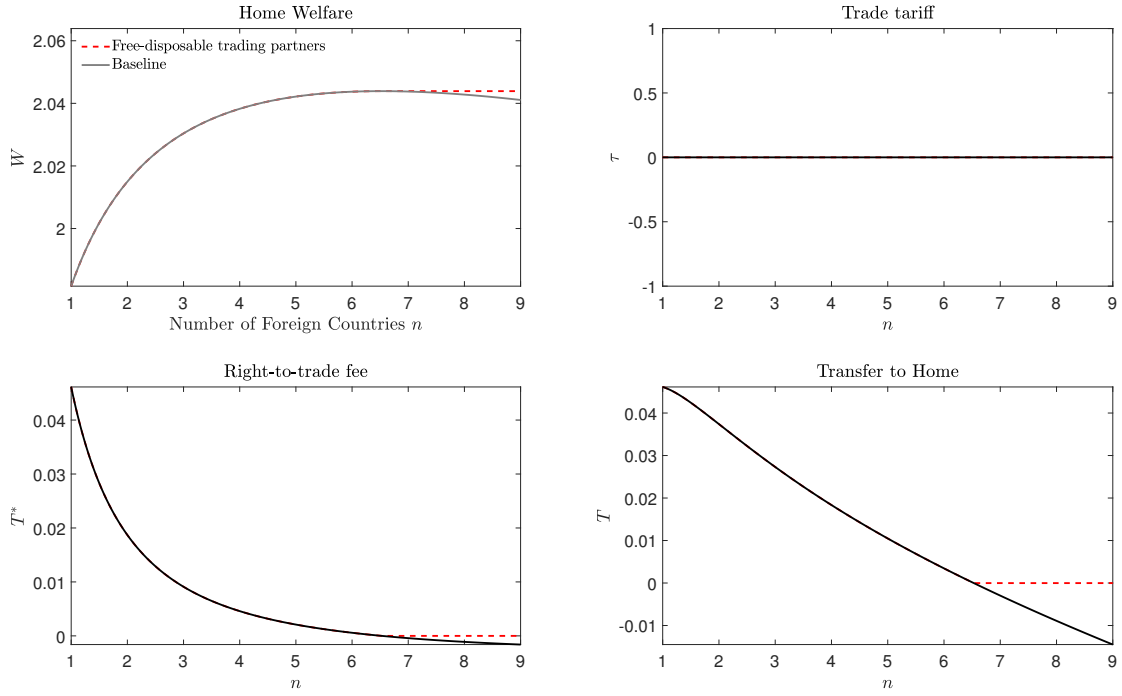 Home Welfare
2.06
2.04
2.02
2
W
Free-disposable trading partners
Baseline
1 2 3 4 5 6 7 8 9
Number of Foreign Countries n
Trade tariff
1
0.5
0
-0.5
-1
τ
1 2 3 4 5 6 7 8 9
n
Right-to-trade fee
0.04
0.03
0.02
0.01
0
T*
1 2 3 4 5 6 7 8 9
n
Transfer to Home
0.04
0.03
0.02
0.01
0
-0.01
T
1 2 3 4 5 6 7 8 9
n